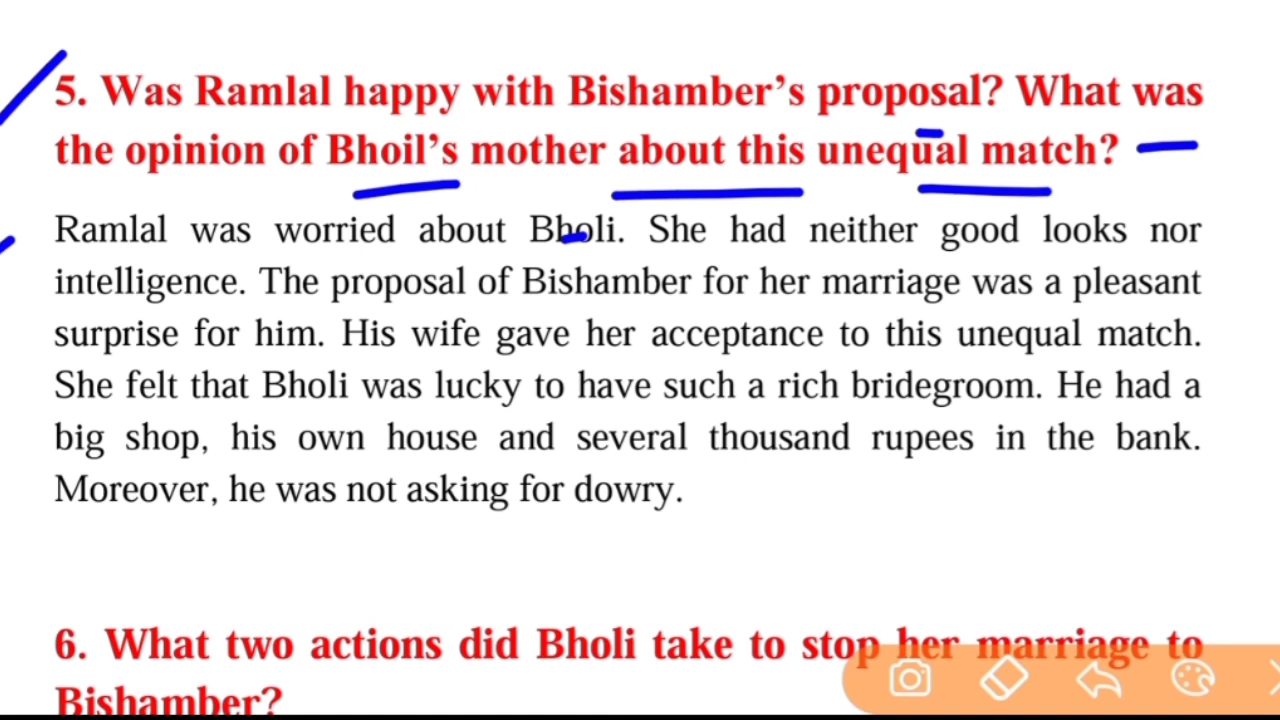 5. Was Ramlal happy with Bishamber's proposal? What was
the opinion of Bhoil's mother about this unequal match?
Ramlal was worried about Bholi. She had neither good looks nor
intelligence. The proposal of Bishamber for her marriage was a pleasant
surprise for him. His wife gave her acceptance to this unequal match.
She felt that Bholi was lucky to have such a rich bridegroom. He had a
big shop, his own house and several thousand rupees in the bank.
Moreover, he was not asking for dowry.
6. What two actions did Bholi take to stop her marriage to
Bishamber?